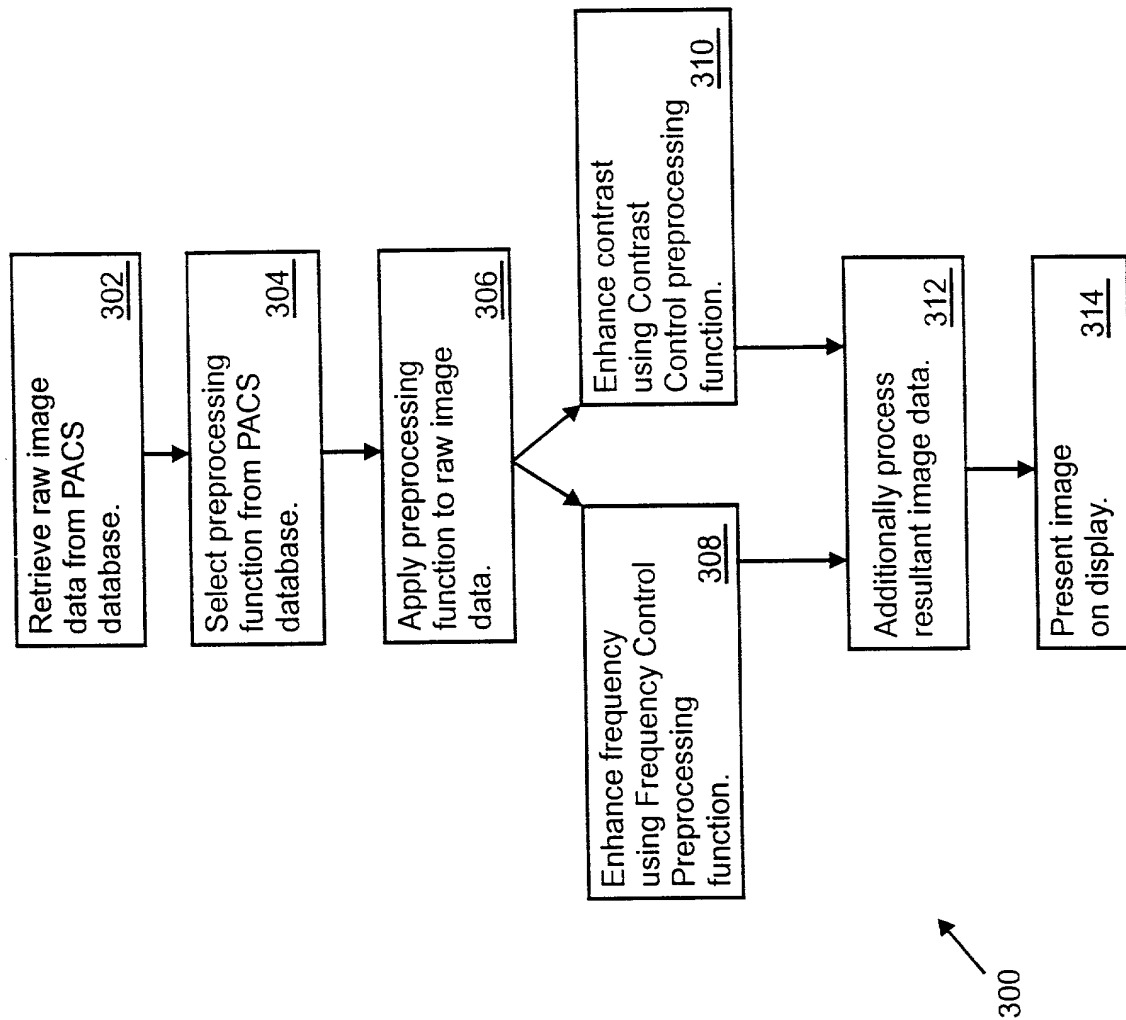 Retrieve raw image
data from PACS
database.
302
Select preprocessing
function from PACS
database.
304
Apply preprocessing
function to raw image
data.
306
Enhance frequency
using Frequency Control
Preprocessing
function.
308
Enhance contrast
using Contrast
Control preprocessing
function.
310
Additionally process
resultant image data.
312
Present image
on display.
314
300